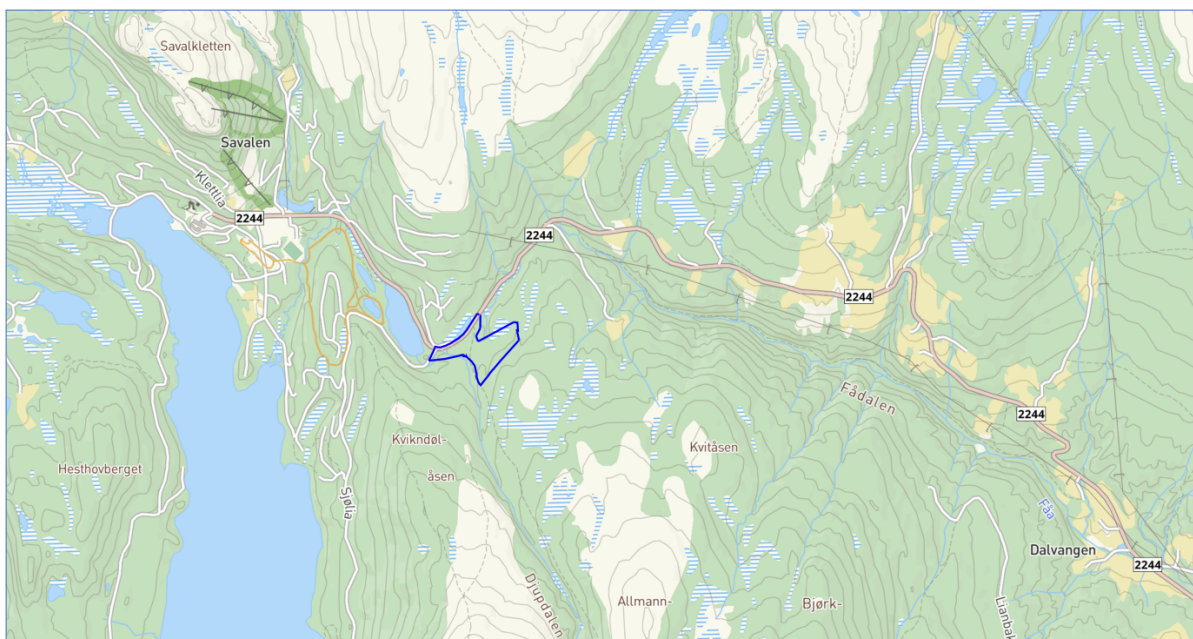 Savalkletten
Savalen
Klettlia
2244
2244
2244
Fådalen
2244
Kvikndøl-
åsen
Kvitåsen
Hesthovberget
Sjølia
Fåa
Dalvangen
2244
Djupdalen
Allmann-
Bjørk-
Lianbak